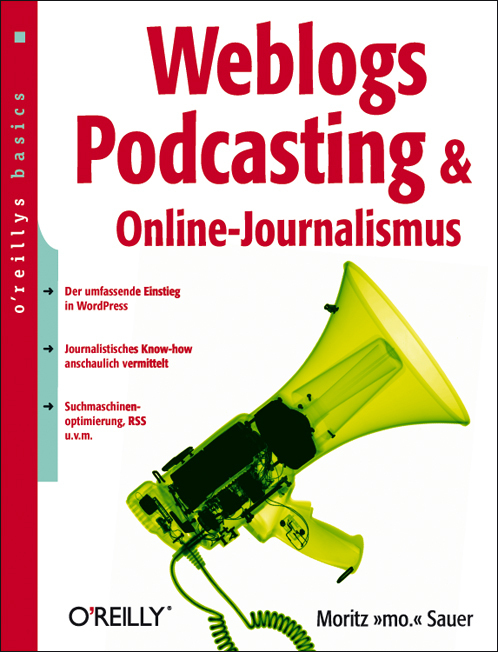 o'reillys basics
Weblogs
Podcasting &
Online-Journalismus
➔ Der umfassende Einstieg
in WordPress
➔ Journalistisches Know-how
anschaulich vermittelt
➔ Suchmaschinen-
optimierung, RSS
u.v.m.
O'REILLY®
Moritz »mo.« Sauer